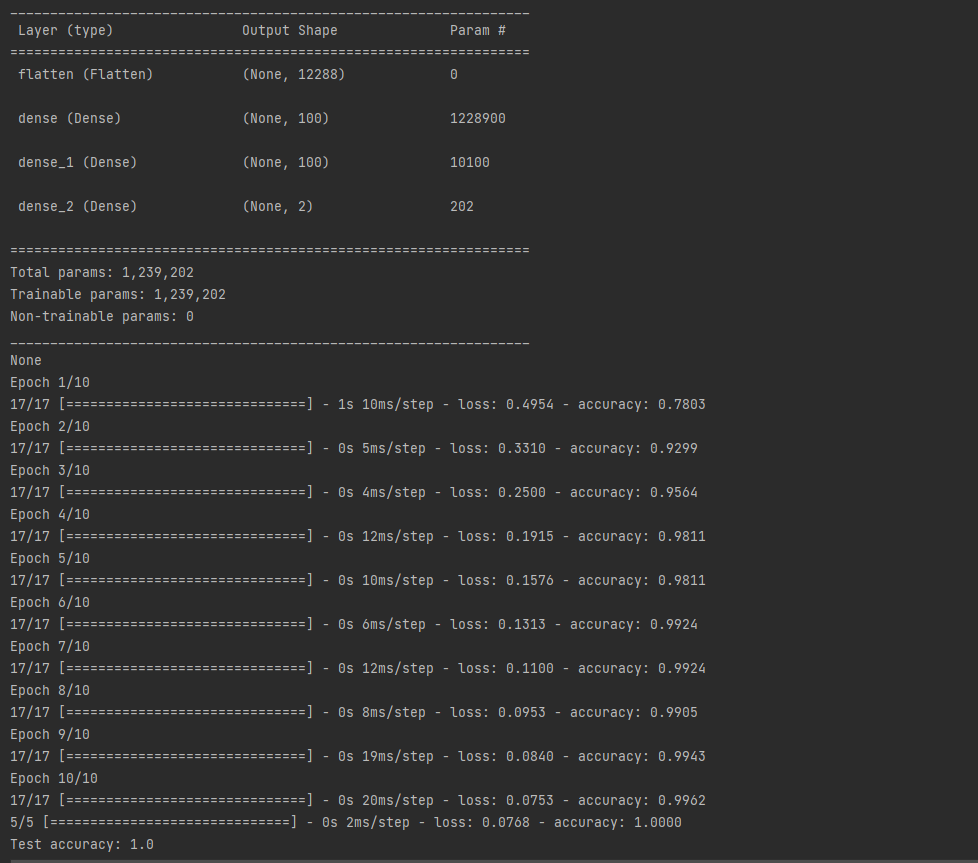 _________________________________________________________________
 Layer (type)                Output Shape              Param #
=================================================================
 flatten (Flatten)           (None, 12288)             0
 dense (Dense)               (None, 100)               1228900
 dense_1 (Dense)             (None, 100)               10100
 dense_2 (Dense)             (None, 2)                 202
=================================================================
Total params: 1,239,202
Trainable params: 1,239,202
Non-trainable params: 0
_________________________________________________________________
None
Epoch 1/10
17/17 [==============================] - 1s 10ms/step - loss: 0.4954 - accuracy: 0.7803
Epoch 2/10
17/17 [==============================] - 0s 5ms/step - loss: 0.3310 - accuracy: 0.9299
Epoch 3/10
17/17 [==============================] - 0s 4ms/step - loss: 0.2500 - accuracy: 0.9564
Epoch 4/10
17/17 [==============================] - 0s 12ms/step - loss: 0.1915 - accuracy: 0.9811
Epoch 5/10
17/17 [==============================] - 0s 10ms/step - loss: 0.1576 - accuracy: 0.9811
Epoch 6/10
17/17 [==============================] - 0s 6ms/step - loss: 0.1313 - accuracy: 0.9924
Epoch 7/10
17/17 [==============================] - 0s 12ms/step - loss: 0.1100 - accuracy: 0.9924
Epoch 8/10
17/17 [==============================] - 0s 8ms/step - loss: 0.0953 - accuracy: 0.9905
Epoch 9/10
17/17 [==============================] - 0s 19ms/step - loss: 0.0840 - accuracy: 0.9943
Epoch 10/10
17/17 [==============================] - 0s 20ms/step - loss: 0.0753 - accuracy: 0.9962
5/5 [==============================] - 0s 2ms/step - loss: 0.0768 - accuracy: 1.0000
Test accuracy: 1.0